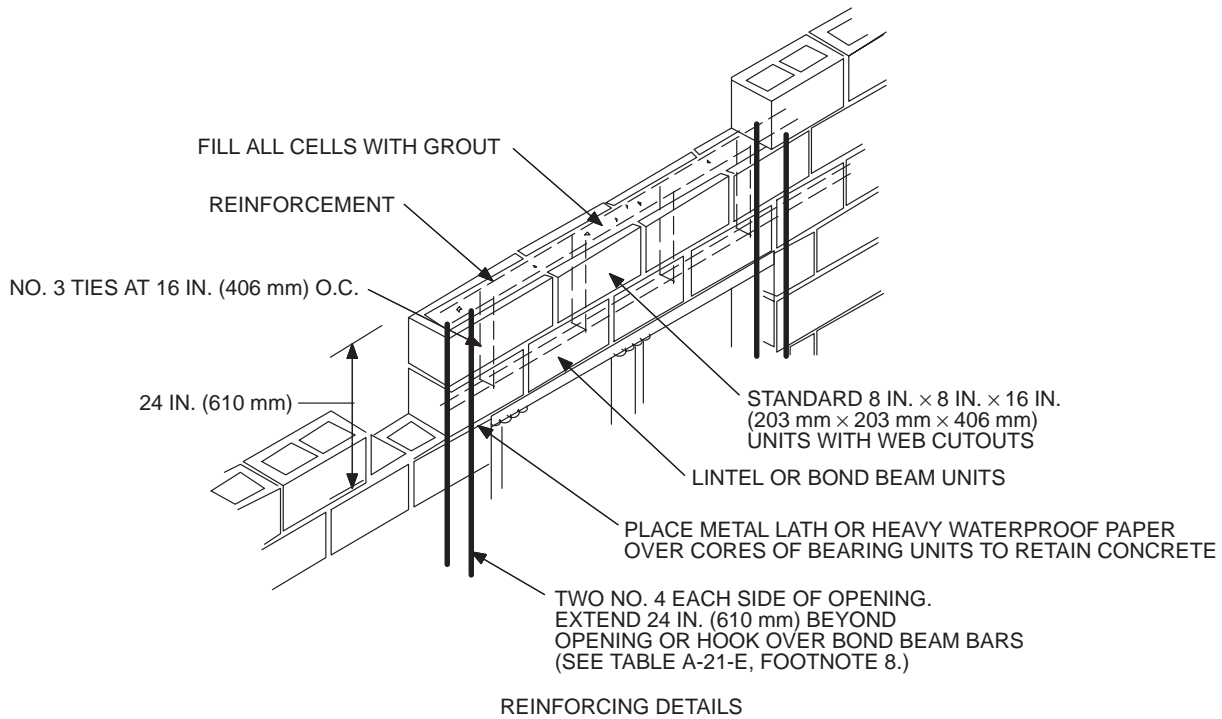 FILL ALL CELLS WITH GROUT
REINFORCEMENT
NO. 3 TIES AT 16 IN. (406 mm) O.C.
24 IN. (610 mm)
STANDARD 8 IN. × 8 IN. × 16 IN.
(203 mm × 203 mm × 406 mm)
UNITS WITH WEB CUTOUTS
LINTEL OR BOND BEAM UNITS
PLACE METAL LATH OR HEAVY WATERPROOF PAPER
OVER CORES OF BEARING UNITS TO RETAIN CONCRETE
TWO NO. 4 EACH SIDE OF OPENING.
EXTEND 24 IN. (610 mm) BEYOND
OPENING OR HOOK OVER BOND BEAM BARS
(SEE TABLE A-21-E, FOOTNOTE 8.)
REINFORCING DETAILS